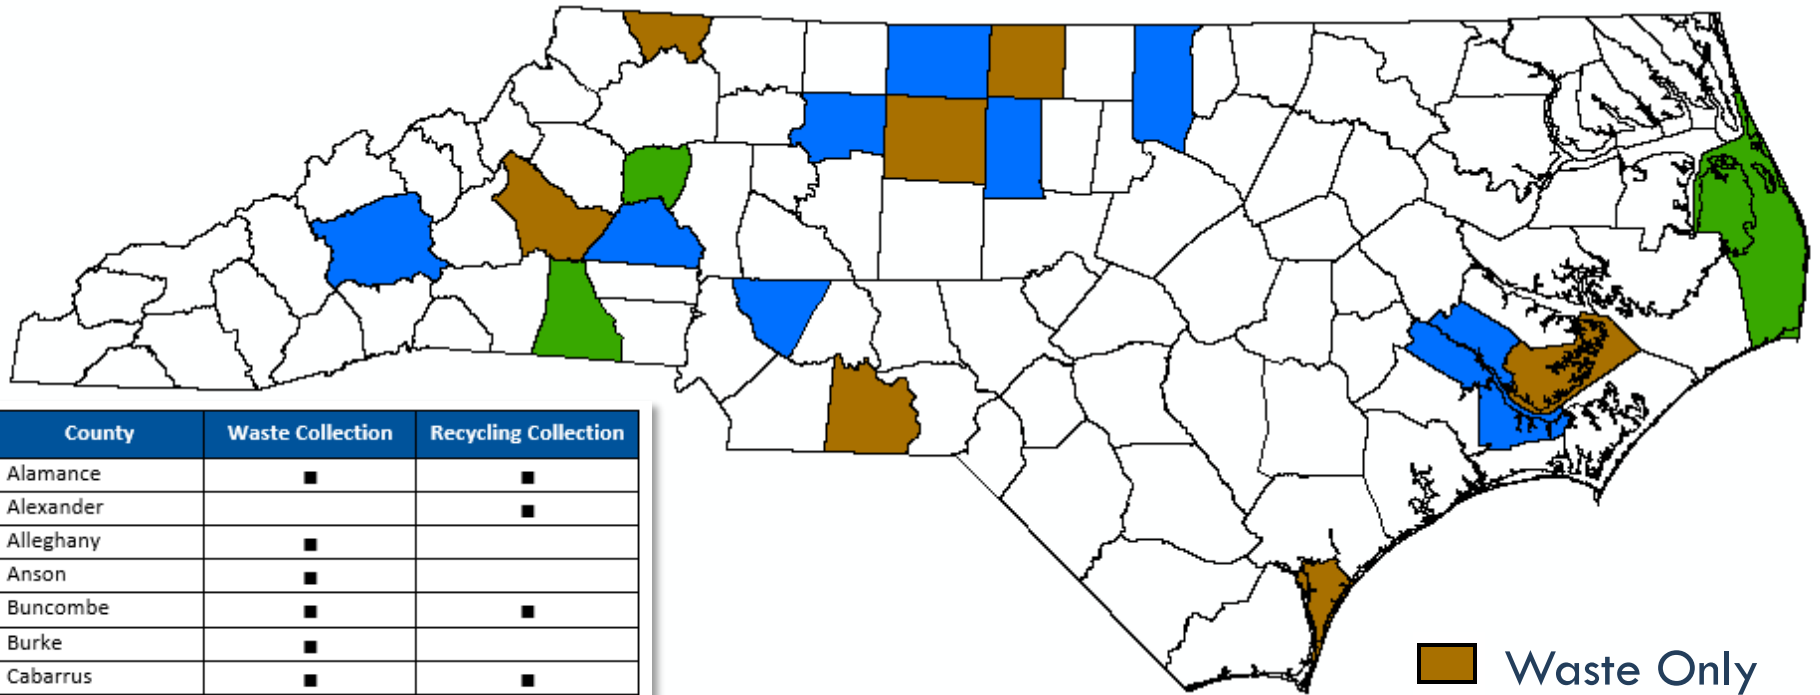 County Waste Collection Recycling Collection
Alamance ■ ■
Alexander ■
Alleghany ■
Anson ■
Buncombe ■ ■
Burke ■
Cabarrus ■ ■
Waste Only